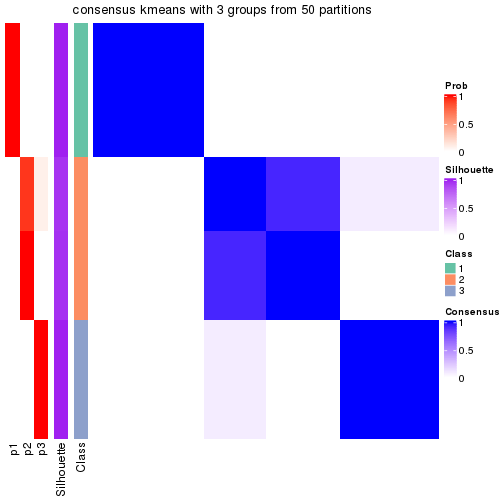 consensus kmeans with 3 groups from 50 partitions
Prob
1
0.5
0
Silhouette
1
0.5
0
Class
1
2
3
Consensus
1
0.5
0
p1
p2
p3
Silhouette
Class